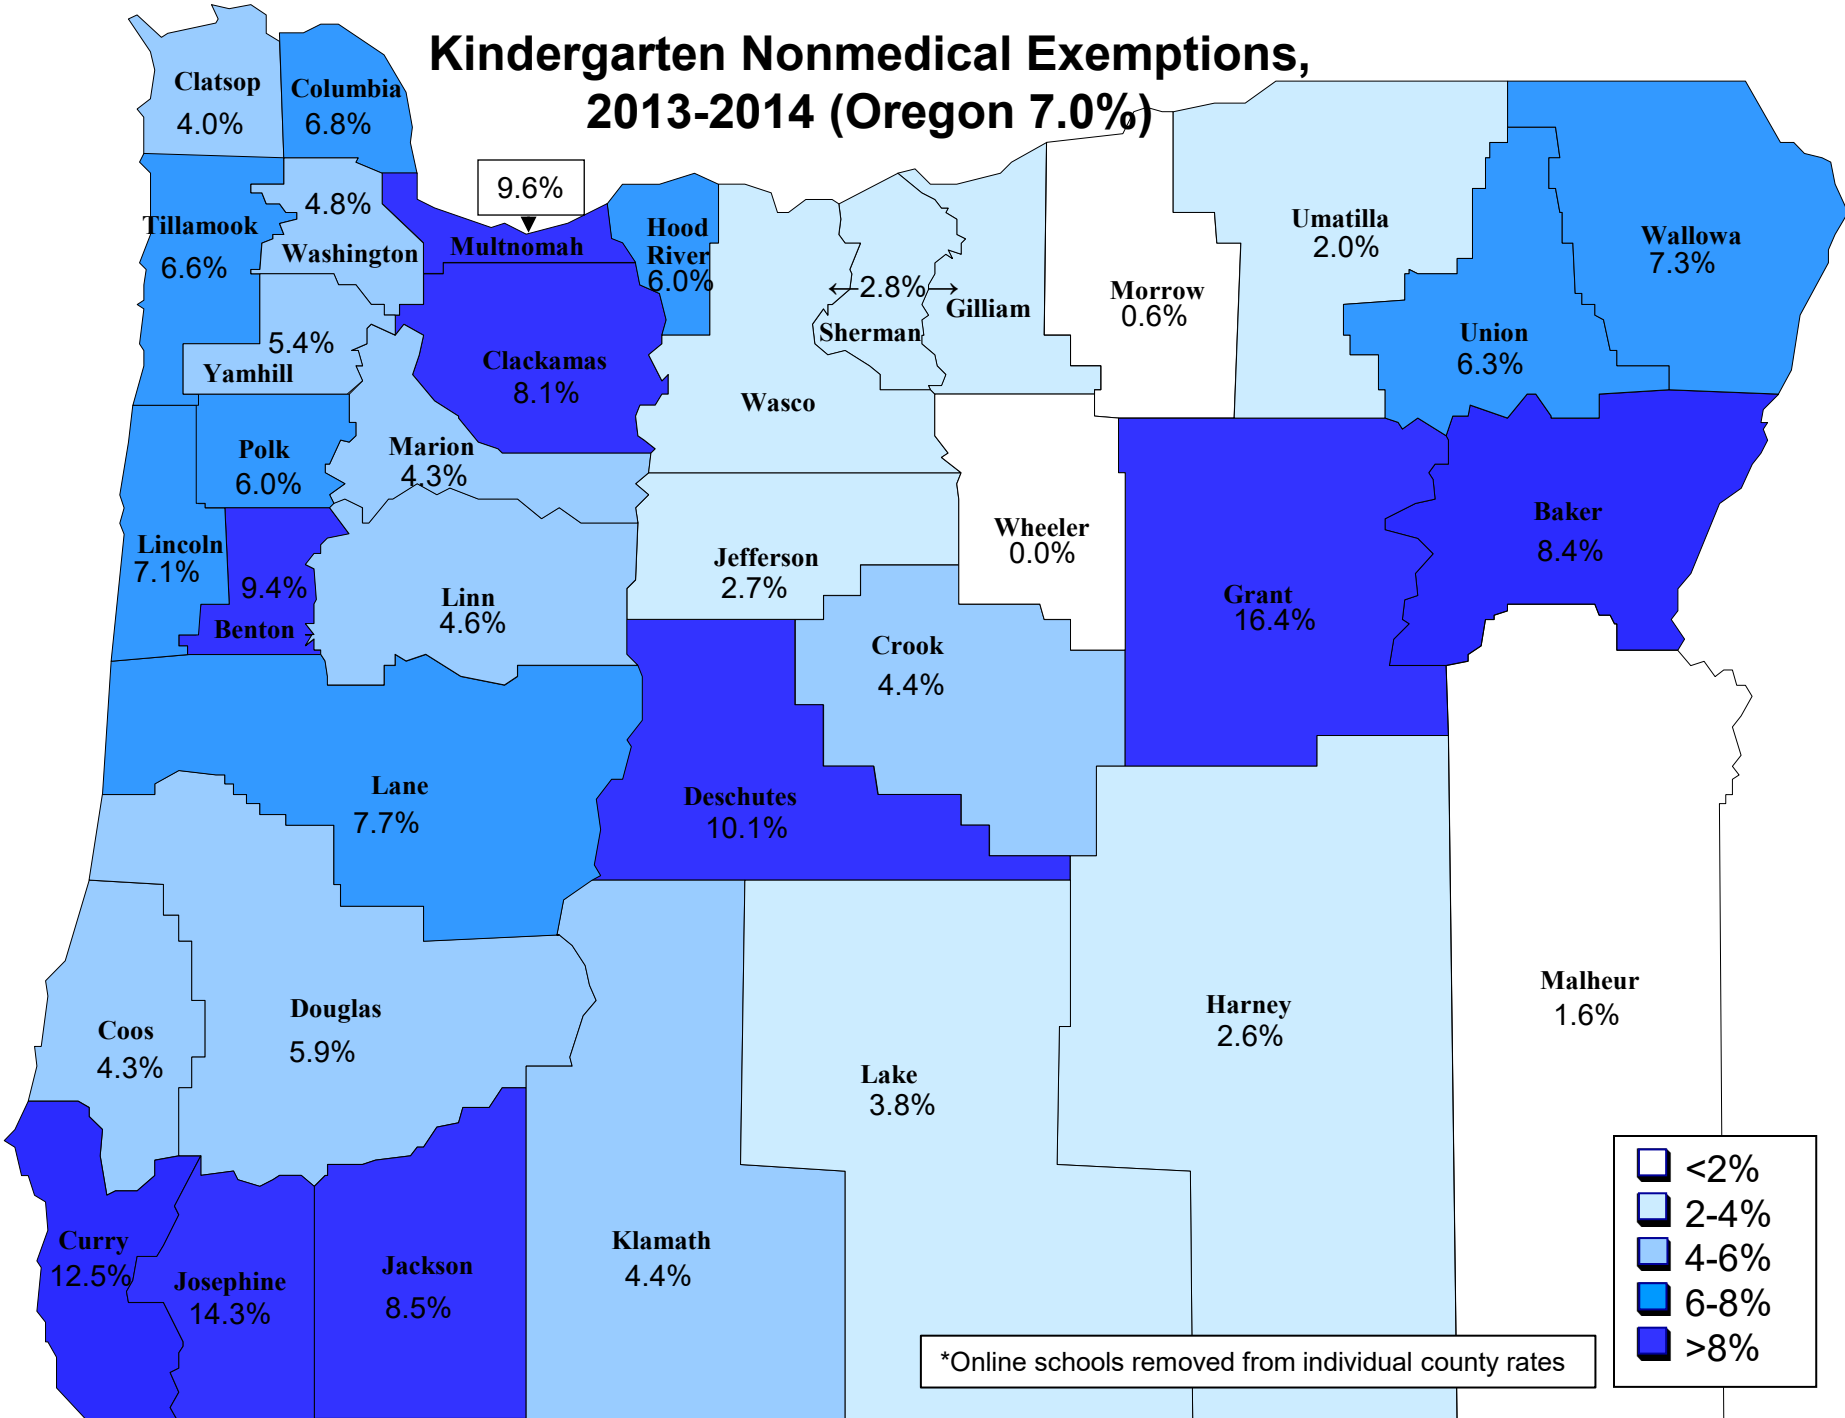 Kindergarten Nonmedical Exemptions,
2013-2014 (Oregon 7.0%)
Clatsop
4.0%
Columbia
6.8%
Tillamook
6.6%
4.8%
Washington
9.6%
Multnomah
Hood
River
6.0%
2.8%
Sherman
Gilliam
Morrow
0.6%
Umatilla
2.0%
Wallowa
7.3%
Union
6.3%
5.4%
Yamhill
Clackamas
8.1%
Wasco
Polk
6.0%
Marion
4.3%
Lincoln
7.1%
9.4%
Benton
Linn
4.6%
Jefferson
2.7%
Wheeler
0.0%
Grant
16.4%
Baker
8.4%
Crook
4.4%
Lane
7.7%
Deschutes
10.1%
Coos
4.3%
Douglas
5.9%
Lake
3.8%
Harney
2.6%
Malheur
1.6%
Curry
12.5%
Josephine
14.3%
Jackson
8.5%
Klamath
4.4%
<2%
2-4%
4-6%
6-8%
>8%
*Online schools removed from individual county rates